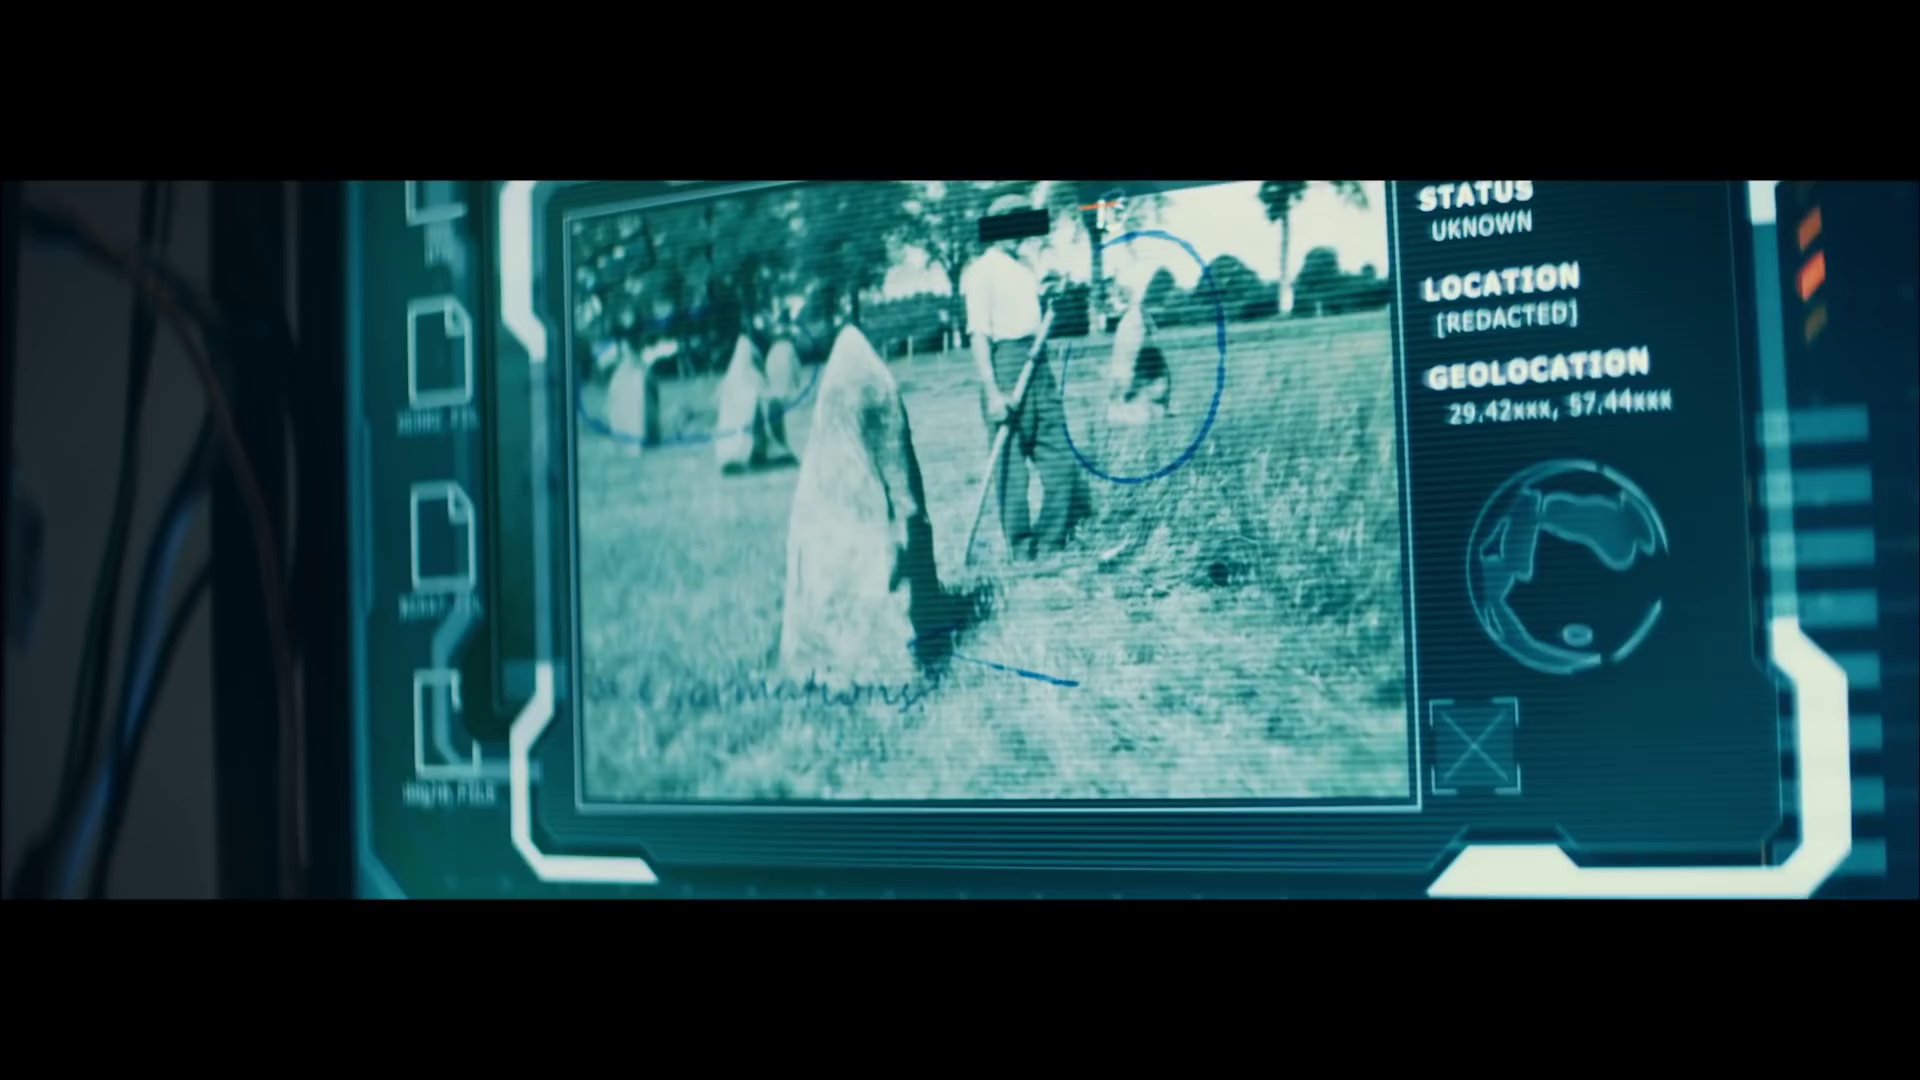 STATUS
UKNOWN
LOCATION
[REDACTED]
GEOLOCATION
29.42xxx, 57.44xxx